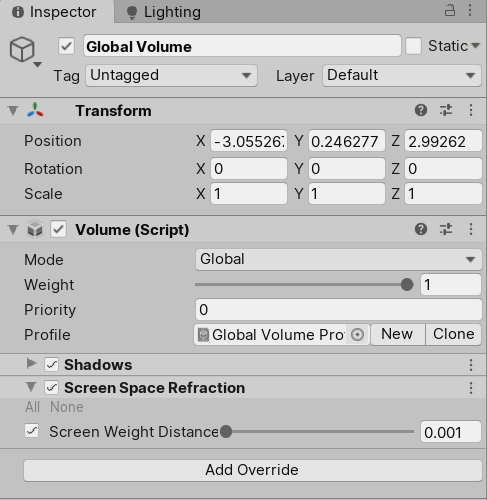 Inspector Lighting
Global Volume Static
Tag Untagged Layer Default
Transform
Position X -3.05526 Y 0.246277 Z 2.99262
Rotation X 0 Y 0 Z 0
Scale X 1 Y 1 Z 1
Volume (Script)
Mode Global
Weight 1
Priority 0
Profile Global Volume Pro New Clone
Shadows
Screen Space Refraction
All None
Screen Weight Distance 0.001
Add Override